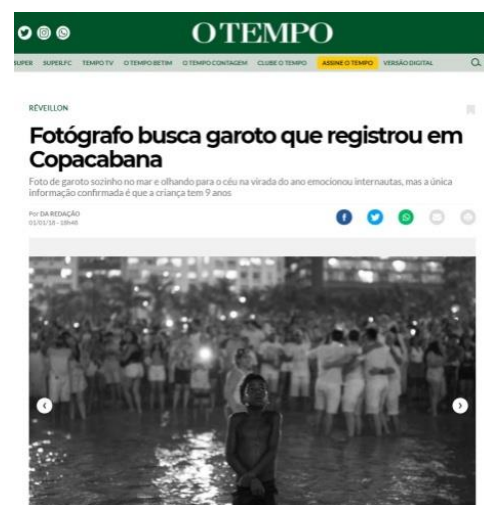 O TEMPO
SUPER SUPER.FC TEMPO TV O TEMPO BETIM O TEMPO CONTAGEM CLUBE O TEMPO ASSINE O TEMPO VERSÃO DIGITAL
RÉVEILLON
Fotógrafo busca garoto que registrou em
Copacabana
Foto de garoto sozinho no mar e olhando para o céu na virada do ano emocionou internautas, mas a única
informação confirmada é que a criança tem 9 anos
Por DA REDAÇÃO
01/01/18 - 18h48